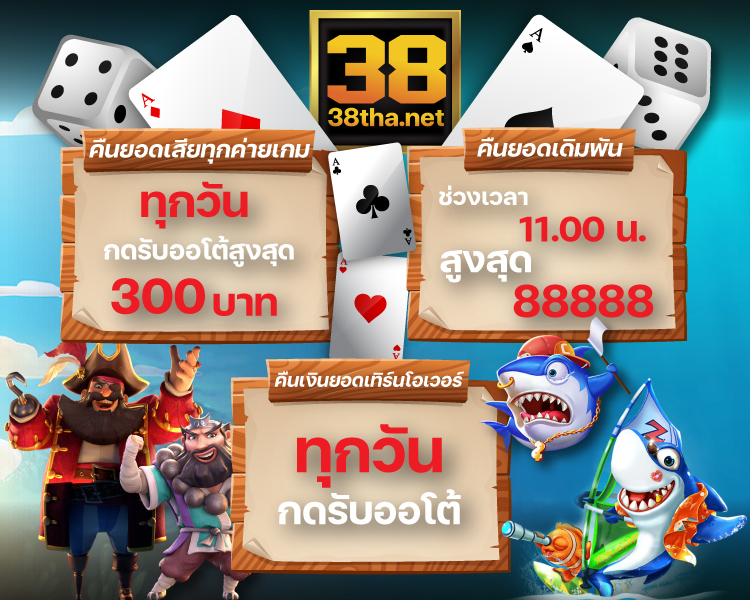 38
38tha.net
คืนยอดเสียทุกค่ายเกม
ทุกวัน
กดรับออโต้สูงสุด
300 บาท
คืนยอดเดิมพัน
ช่วงเวลา
11.00 น.
สูงสุด
88888
คืนเงินยอดเทิร์นโอเวอร์
ทุกวัน
กดรับออโต้
A
A
A
A
A
A
Z